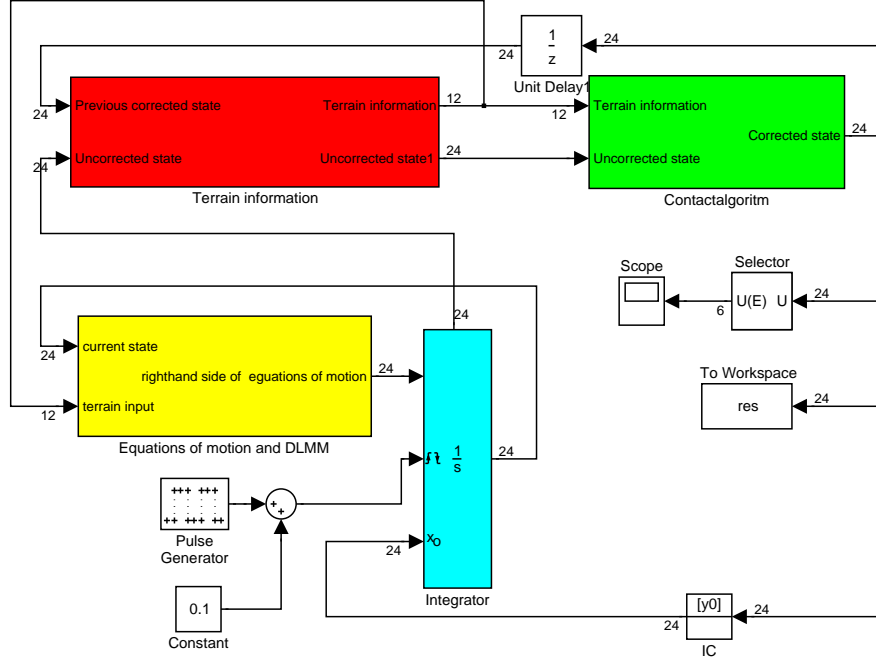 24
24
1
z
Unit Delay1
24
Previous corrected state
Terrain information
12
12
Terrain information
24
Corrected state
24
Uncorrected state
Uncorrected state1
24
Uncorrected state
Terrain information
Contactalgoritm
Scope
Selector
6
U(E) U
24
24
24
current state
righthand side of equations of motion
24
12
terrain input
To Workspace
res
24
Equations of motion and DLMM
1
s
24
+++ +++
++ +++ ++
+
+
Pulse
Generator
24
xo
0.1
Constant
Integrator
[y0]
24
24
IC